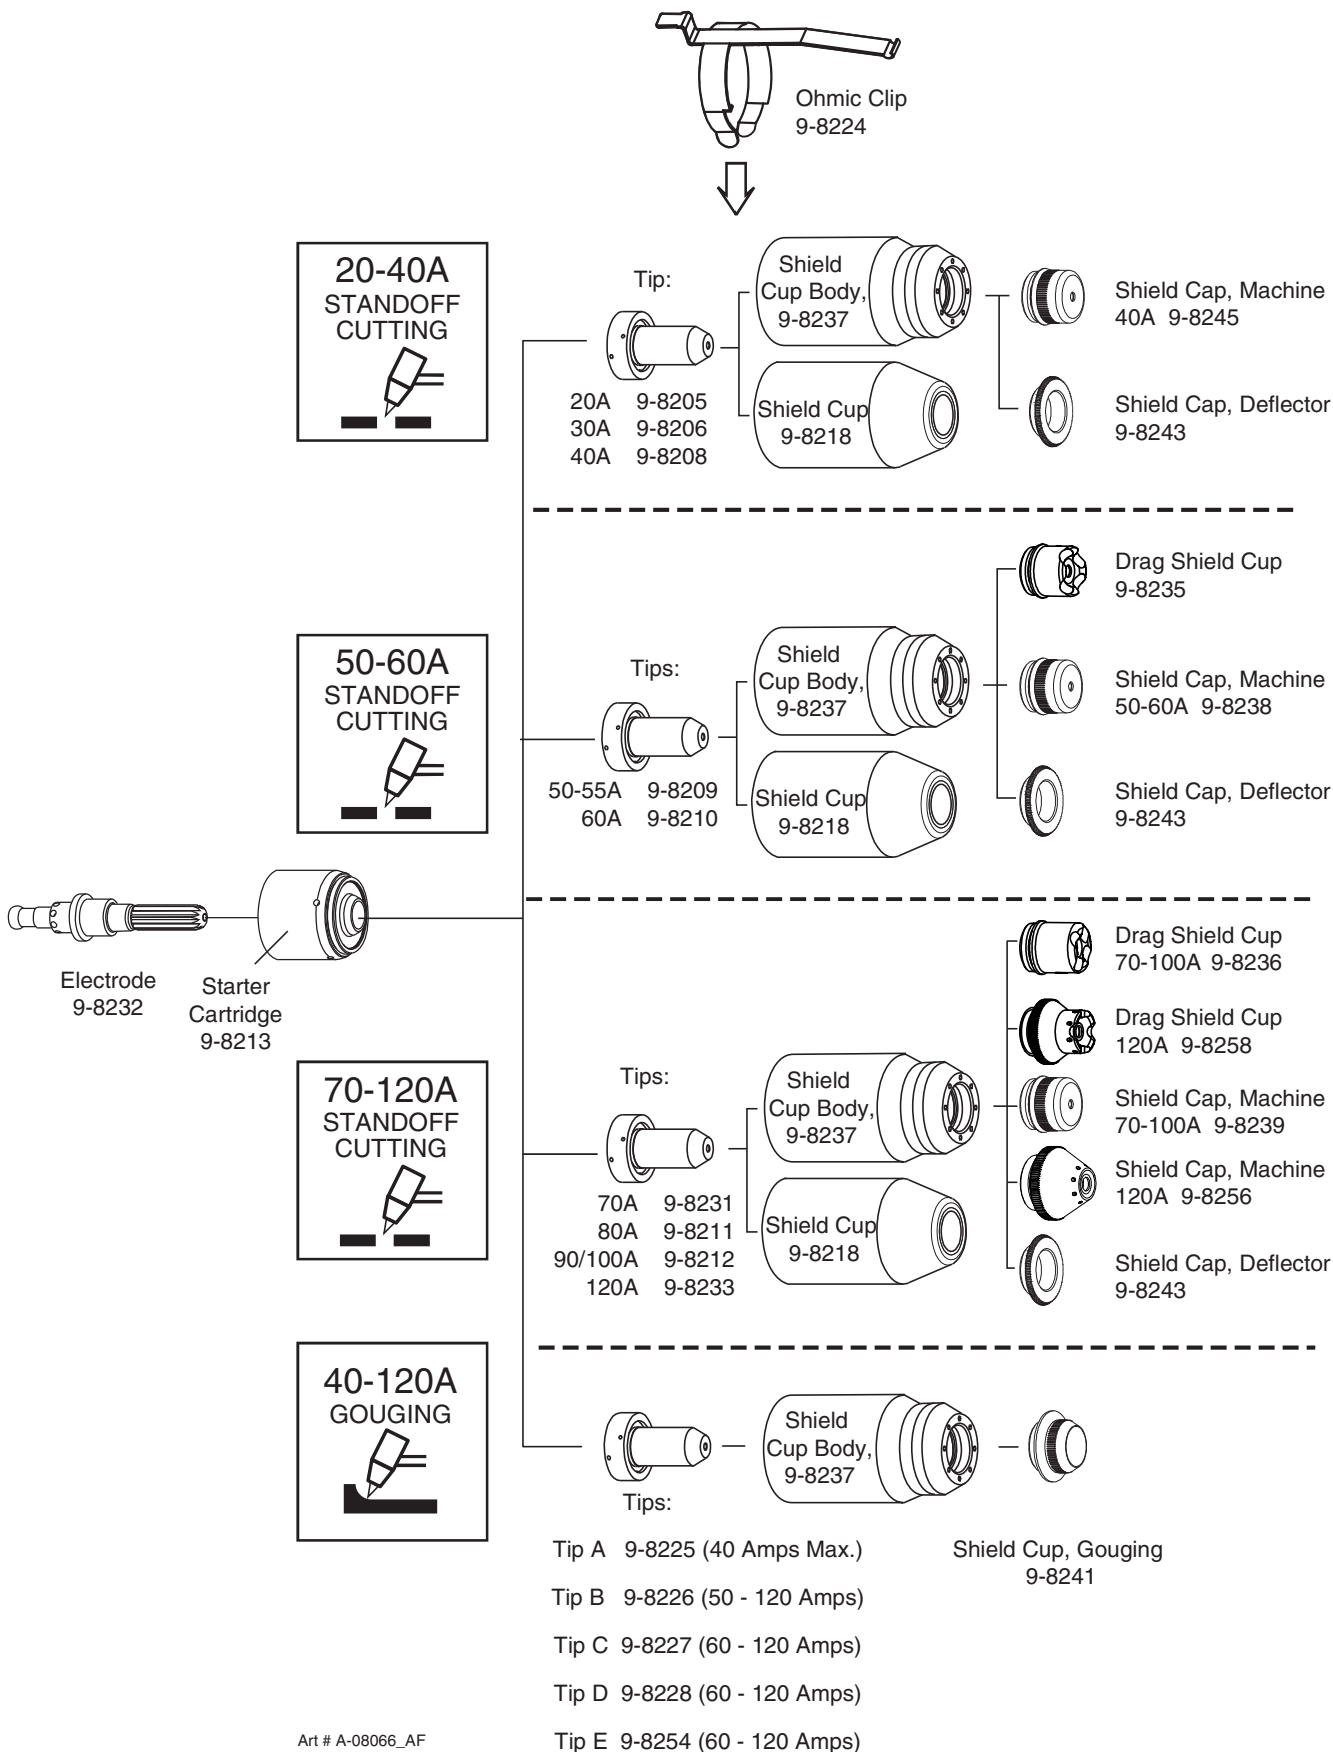 Ohmic Clip
9-8224
20-40A
STANDOFF
CUTTING
Tip:
20A 9-8205
30A 9-8206
40A 9-8208
Shield
Cup Body,
9-8237
Shield Cup
9-8218
Shield Cap, Machine
40A 9-8245
Shield Cap, Deflector
9-8243
50-60A
STANDOFF
CUTTING
Tips:
50-55A 9-8209
60A 9-8210
Shield
Cup Body,
9-8237
Shield Cup
9-8218
Drag Shield Cup
9-8235
Shield Cap, Machine
50-60A 9-8238
Shield Cap, Deflector
9-8243
Electrode
9-8232
Starter
Cartridge
9-8213
70-120A
STANDOFF
CUTTING
Tips:
70A 9-8231
80A 9-8211
90/100A 9-8212
120A 9-8233
Shield
Cup Body,
9-8237
Shield Cup
9-8218
Drag Shield Cup
70-100A 9-8236
Drag Shield Cup
120A 9-8258
Shield Cap, Machine
70-100A 9-8239
Shield Cap, Machine
120A 9-8256
Shield Cap, Deflector
9-8243
40-120A
GOUGING
Shield
Cup Body,
9-8237
Tips:
Tip A 9-8225 (40 Amps Max.)
Tip B 9-8226 (50 - 120 Amps)
Tip C 9-8227 (60 - 120 Amps)
Tip D 9-8228 (60 - 120 Amps)
Tip E 9-8254 (60 - 120 Amps)
Shield Cup, Gouging
9-8241
Art # A-08066_AF